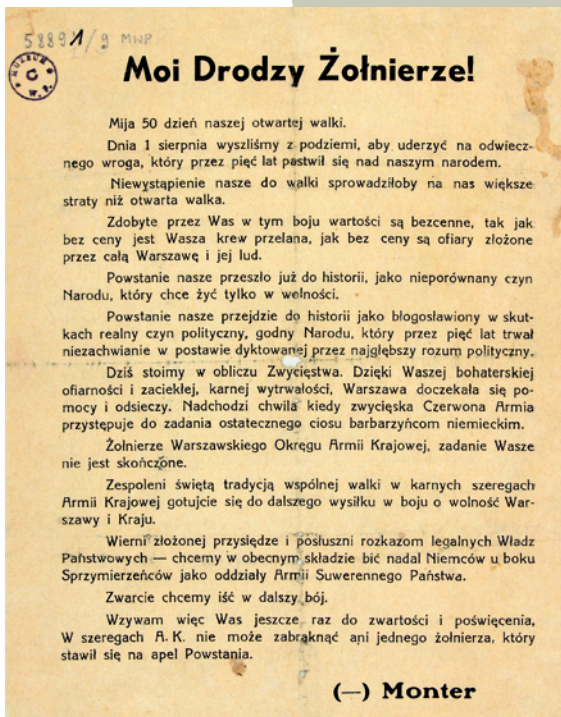 58891/9 MWP
MUZEUM
W.P.
Moi Drodzy Żołnierze!
Mija 50 dzień naszej otwartej walki.
Dnia 1 sierpnia wyszliśmy z podziemi, aby uderzyć na odwiecz-
nego wroga, który przez pięć lat pastwił się nad naszym narodem.
Niewystąpienie nasze do walki sprowadziłoby na nas większe
straty niż otwarta walka.
Zdobyte przez Was w tym boju wartości są bezcenne, tak jak
bez ceny jest Wasza krew przelana, jak bez ceny są ofiary złożone
przez całą Warszawę i jej lud.
Powstanie nasze przeszło już do historii, jako nieporównany czyn
Narodu, który chce żyć tylko w wolności.
Powstanie nasze przejdzie do historii jako błogosławiony w skut-
kach realny czyn polityczny, godny Narodu, który przez pięć lat trwał
niezachwianie w postawie dyktowanej przez najgłębszy rozum polityczny.
Dziś stoimy w obliczu Zwycięstwa. Dzięki Waszej bohaterskiej
ofiarności i zaciekłej, karnej wytrwałości, Warszawa doczekała się po-
mocy i odsieczy. Nadchodzi chwila kiedy zwycięska Czerwona Armia
przystępuje do zadania ostatecznego ciosu barbarzyńcom niemieckim.
Żołnierze Warszawskiego Okręgu Armii Krajowej, zadanie Wasze
nie jest skończone.
Zespoleni świętą tradycją wspólnej walki w karnych szeregach
Armii Krajowej gotujcie się do dalszego wysiłku w boju o wolność War-
szawy i Kraju.
Wierni złożonej przysiędze i posłuszni rozkazom legalnych Władz
Państwowych — chcemy w obecnym składzie bić nadal Niemców u boku
Sprzymierzeńców jako oddziały Armii Suwerennego Państwa.
Zwarcie chcemy iść w dalszy bój.
Wzywam więc Was jeszcze raz do zwartości i poświęcenia,
W szeregach A. K. nie może zabraknąć ani jednego żołnierza, który
stawił się na apel Powstania.
(—) Monter